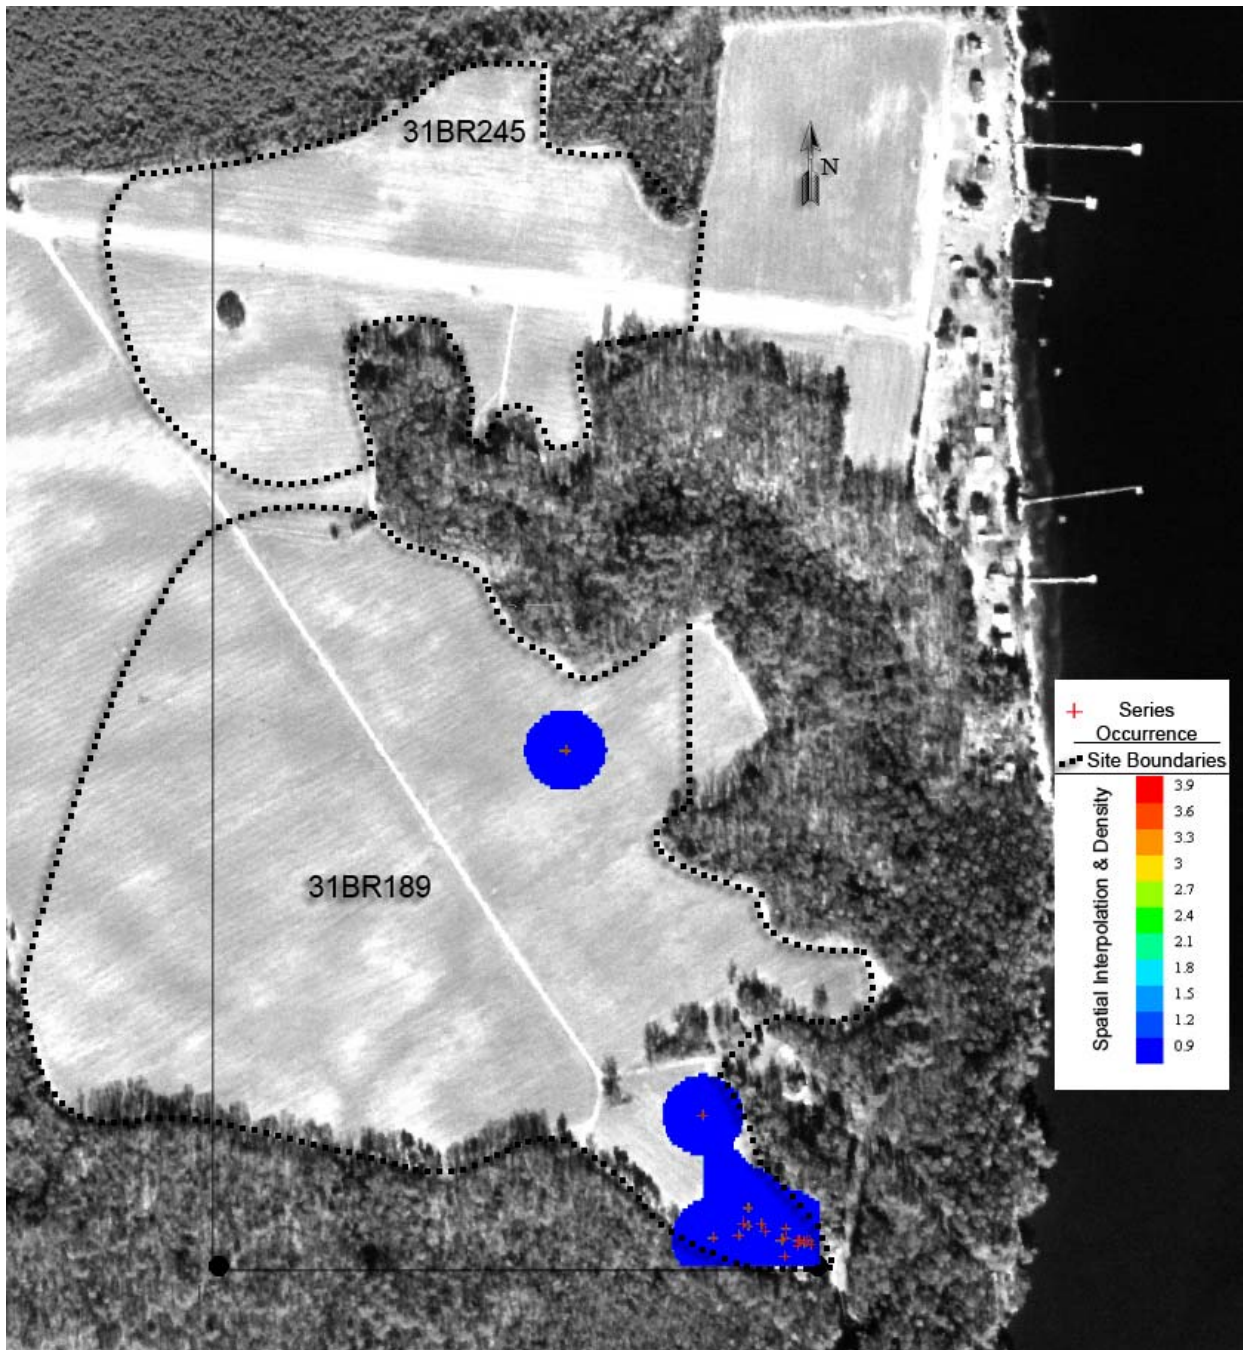 31BR245
N
31BR189
Series
Occurrence
Site Boundaries
Spatial Interpolation & Density
3.9
3.6
3.3
3
2.7
2.4
2.1
1.8
1.5
1.2
0.9